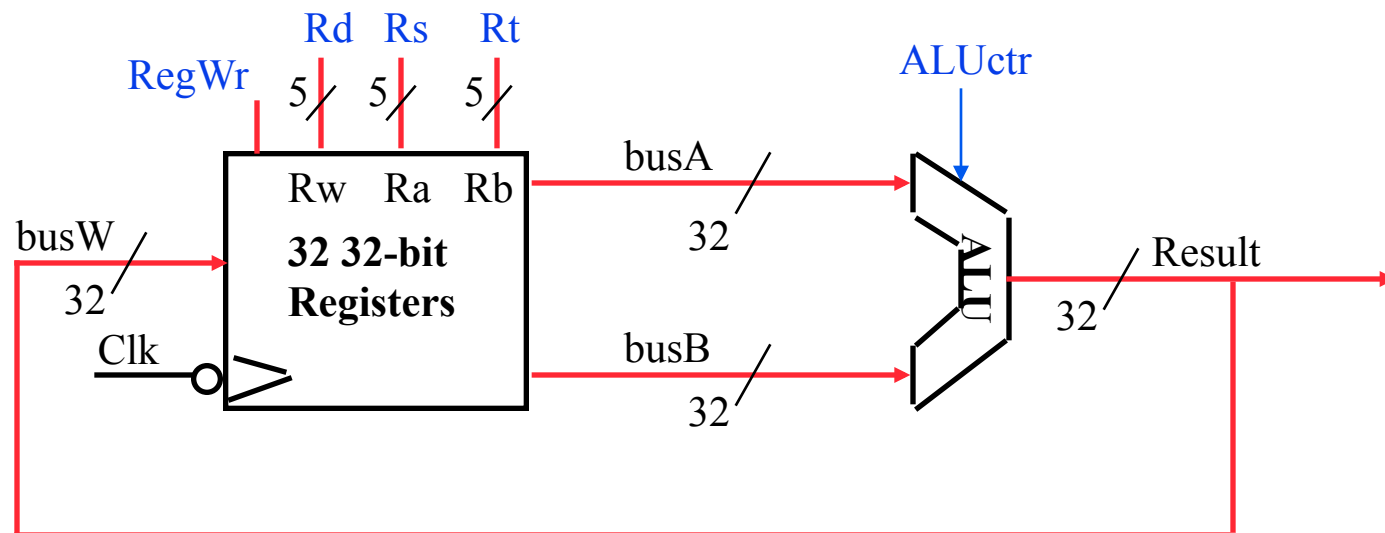 Rd Rs Rt
RegWr
ALUctr
5 5 5
busA
32
Rw Ra Rb
busW
32
32 32-bit
Registers
ALU
Result
32
Clk
busB
32